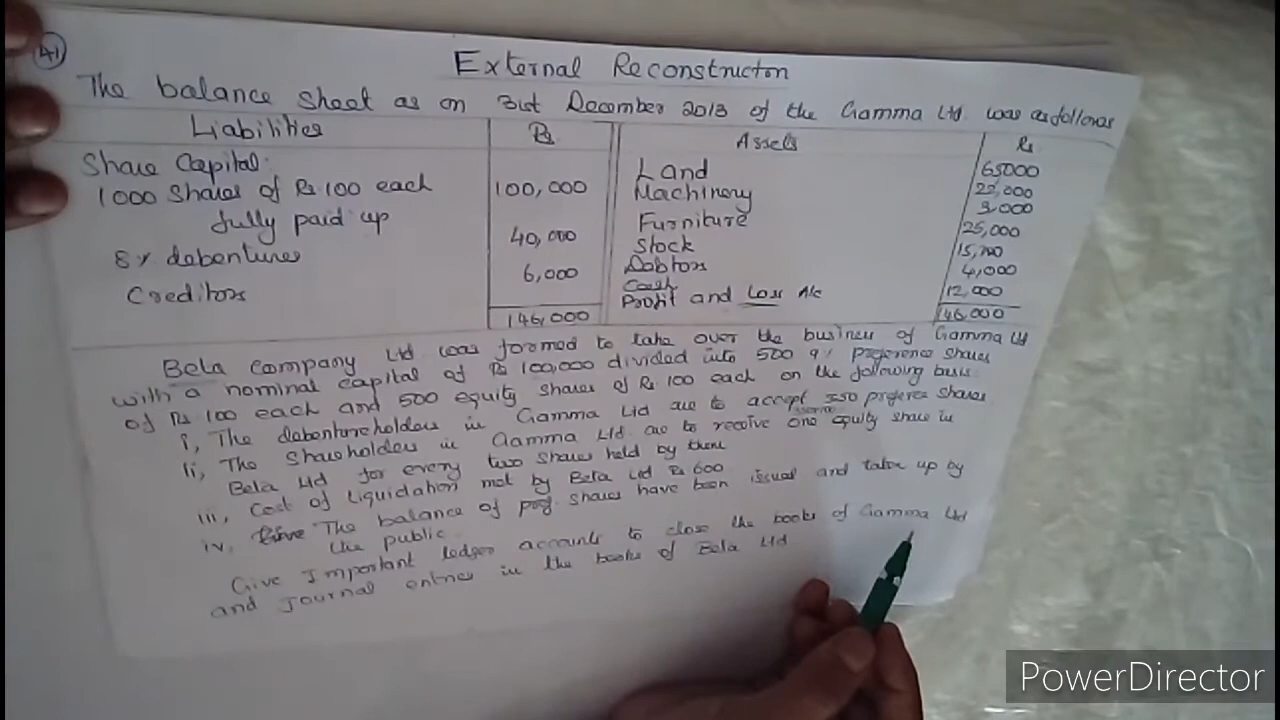 41
External Reconstructon
The balance sheet as on 31st December 2013 of the Gamma Ltd was as follows
Liabilities Rs Assets Rs
Share Capital: Land 65000
1000 Shares of Rs 100 each 100,000 Machinery 22,000
fully paid up Furniture 3,000
8% debentures 40,000 Stock 25,000
Creditors 6,000 Debtors 15,
Cash 4,000
Profit and Loss A/c 12,000
146,000 146,000
Bela Company Ltd was formed to take over the business of Gamma Ltd
with a nominal capital of Rs 100,000 divided into 500 9% preference shares
of Rs. 100 each and 500 equity shares of Rs. 100 each on the following basis.
i, The debentureholders in Gamma Ltd are to accept 350 shares
ii, The Shareholders in Gamma Ltd. are to receive one equity share in
Bela Ltd for every two shares held by them
iii, Cost of liquidation met by Bela Ltd Rs 600
iv, The balance of pref. shares have been issued and taken up by
the public.
Give Important ledger accounts to close the books of Gamma Ltd
and Journal entries in the books of Bela Ltd
PowerDirector